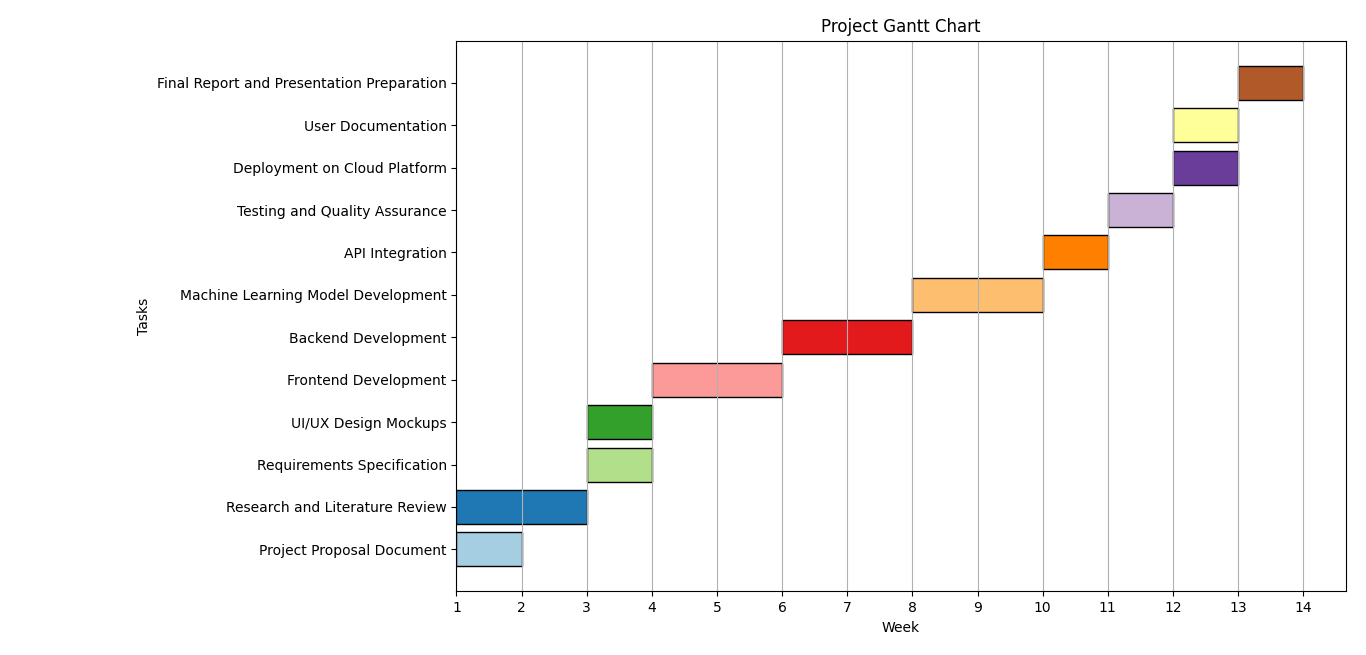 Project Gantt Chart
Final Report and Presentation Preparation
User Documentation
Deployment on Cloud Platform
Testing and Quality Assurance
API Integration
Machine Learning Model Development
Tasks
Backend Development
Frontend Development
UI/UX Design Mockups
Requirements Specification
Research and Literature Review
Project Proposal Document
1 2 3 4 5 6 7 8 9 10 11 12 13 14
Week